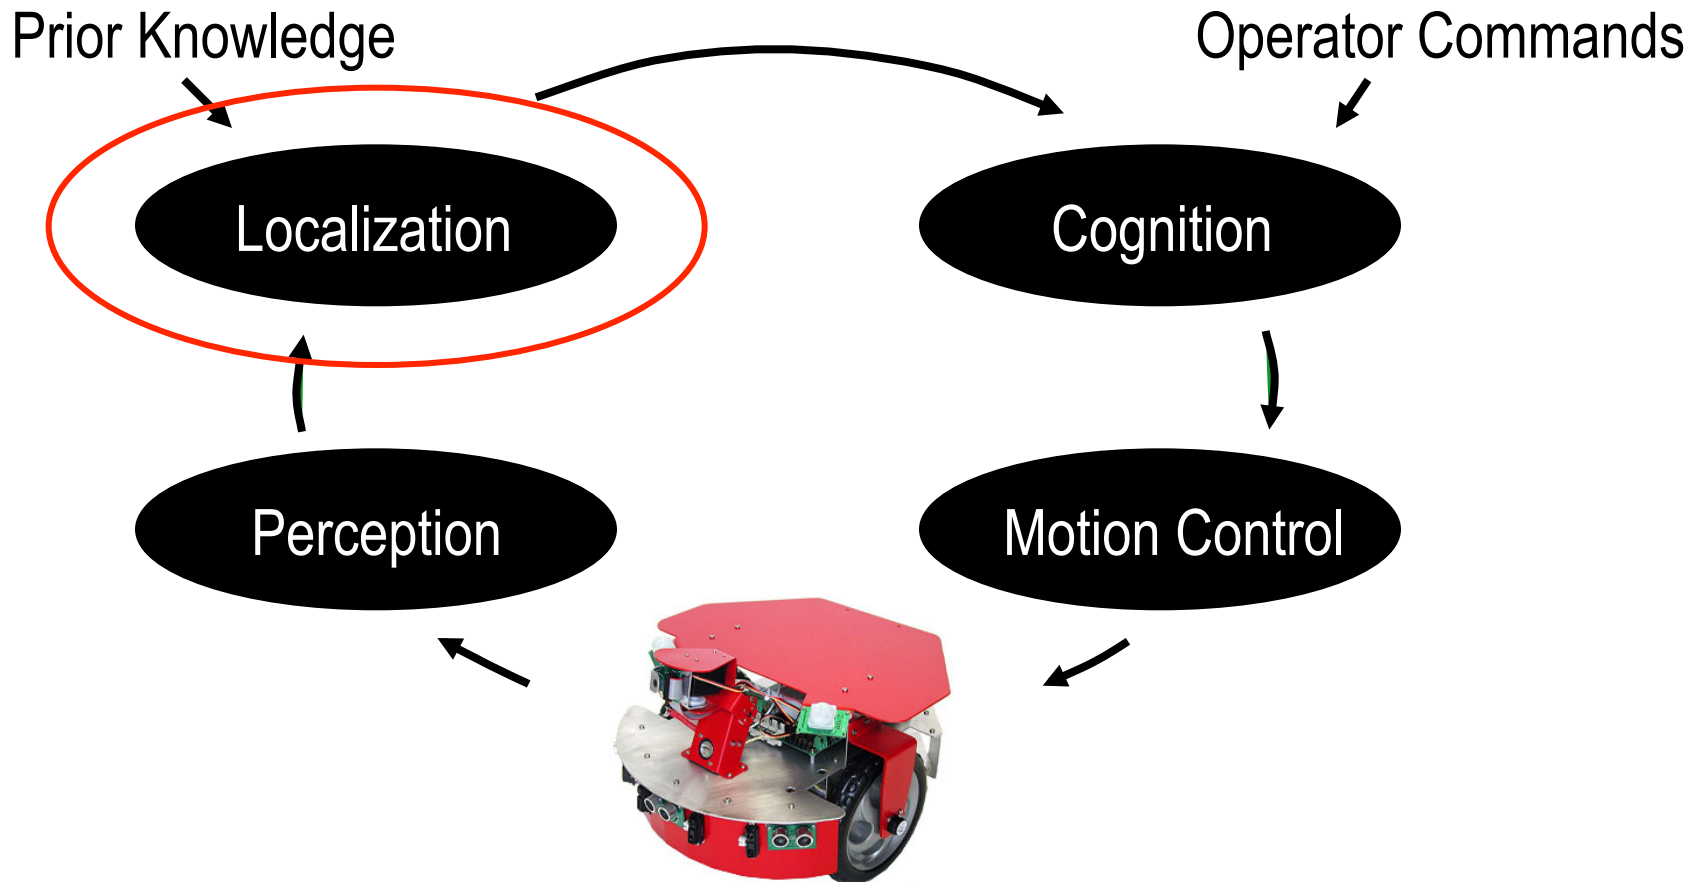 Prior Knowledge
Operator Commands
Localization
Cognition
Perception
Motion Control